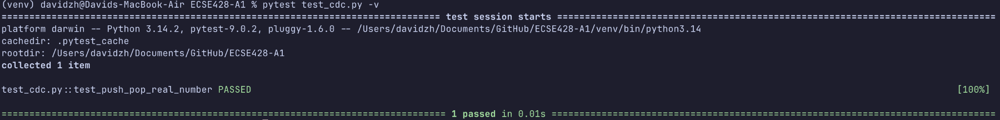 (venv) davidzh@Davids-MacBook-Air ECSE428-A1 % pytest test_cdc.py -v
=============================================================================== test session starts ===============================================================================
platform darwin -- Python 3.14.2, pytest-9.0.2, pluggy-1.6.0 -- /Users/davidzh/Documents/GitHub/ECSE428-A1/venv/bin/python3.14
cachedir: .pytest_cache
rootdir: /Users/davidzh/Documents/GitHub/ECSE428-A1
collected 1 item
test_cdc.py::test_push_pop_real_number PASSED [100%]
================================================================================ 1 passed in 0.01s ================================================================================